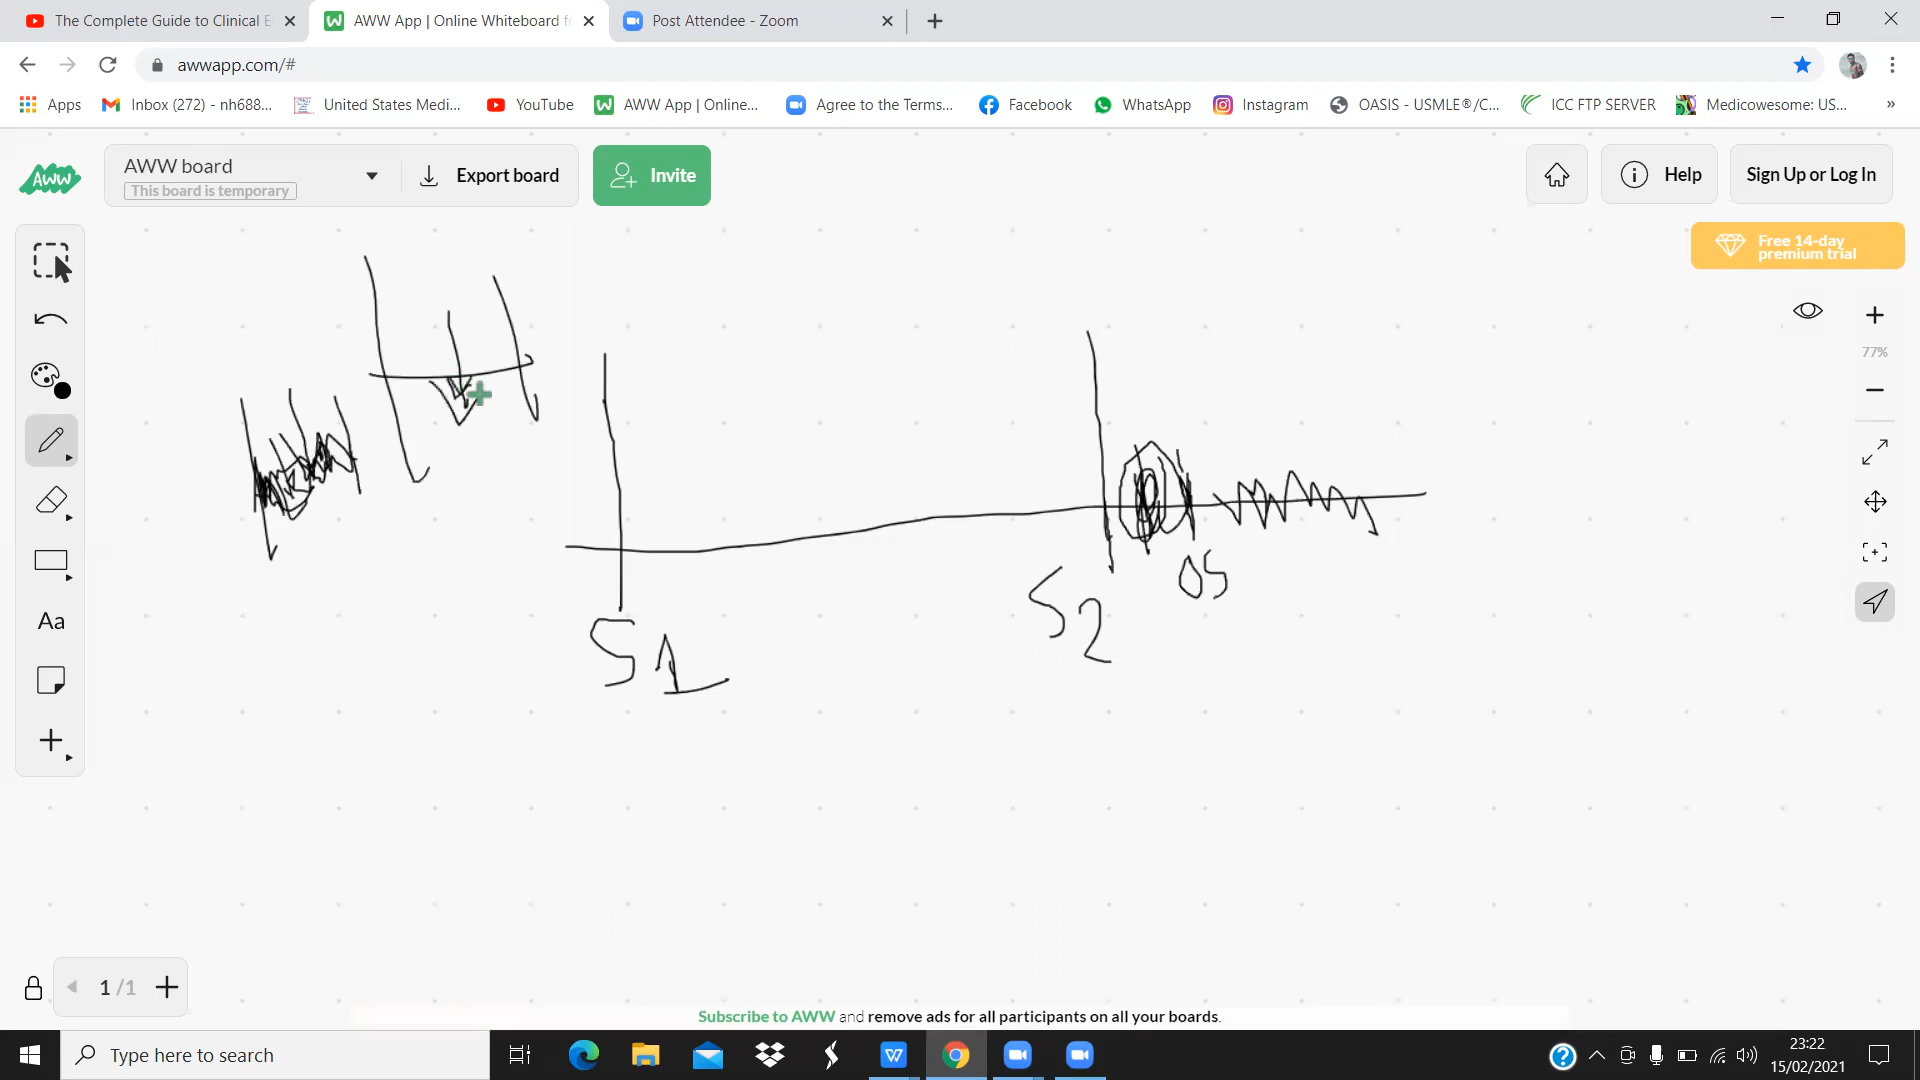 The Complete Guide to Clinical E
AWW App | Online Whiteboard fo
Post Attendee - Zoom
awwapp.com/#
Apps
Inbox (272) - nh688...
United States Medi...
YouTube
AWW App | Online...
Agree to the Terms...
Facebook
WhatsApp
Instagram
OASIS - USMLE®/C...
ICC FTP SERVER
Medicowesome: US...
»
AWW
AWW board
This board is temporary
Export board
Invite
Help
Sign Up or Log In
Free 14-day
premium trial
77%
Aa
S1
S2
OS
1 /1
Subscribe to AWW and remove ads for all participants on all your boards.
Type here to search
23:22
15/02/2021